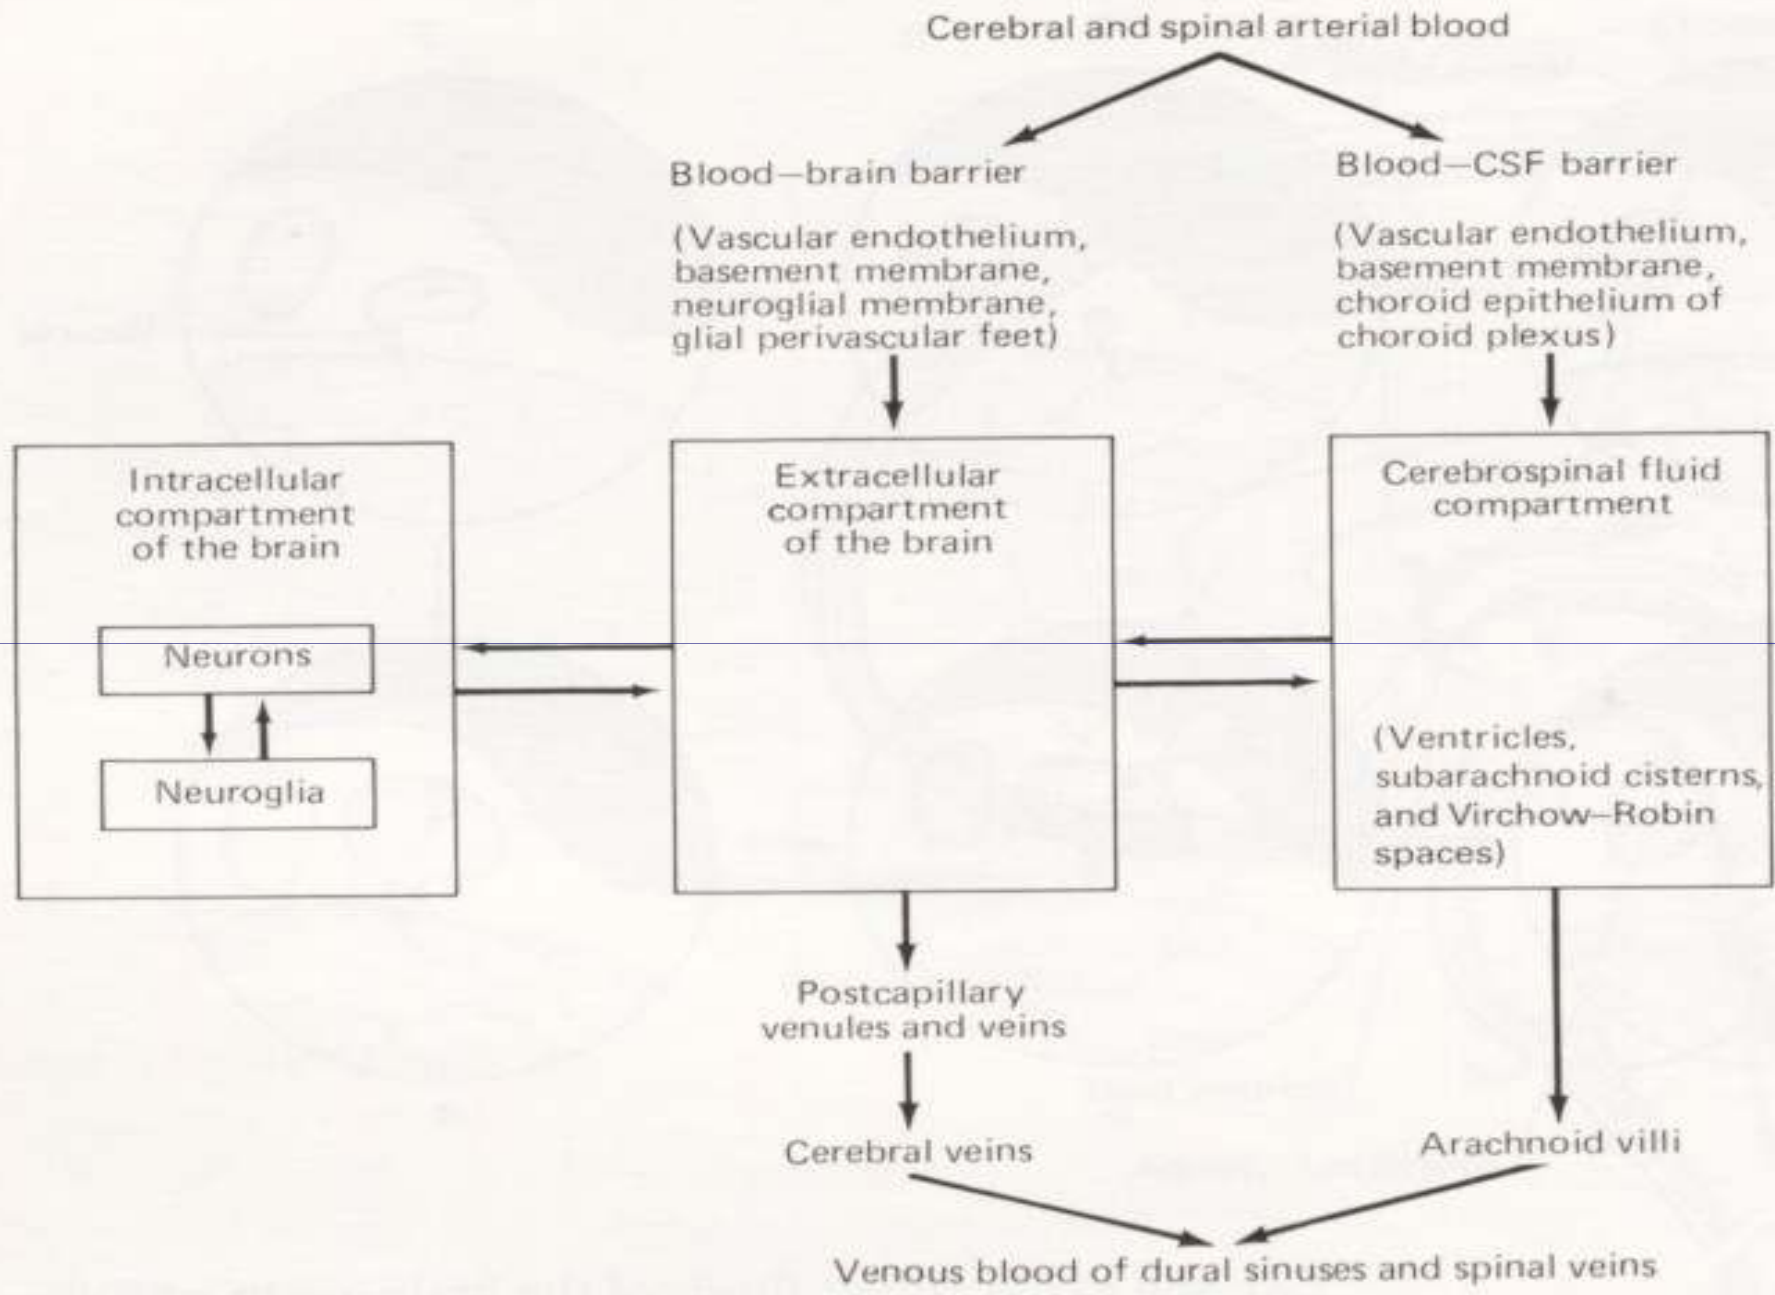 Cerebral and spinal arterial blood
Blood—brain barrier
(Vascular endothelium,
basement membrane,
neuroglial membrane,
glial perivascular feet)
Blood—CSF barrier
(Vascular endothelium,
basement membrane,
choroid epithelium of
choroid plexus)
Intracellular
compartment
of the brain
Neurons
Neuroglia
Extracellular
compartment
of the brain
Cerebrospinal fluid
compartment
(Ventricles,
subarachnoid cisterns,
and Virchow—Robin
spaces)
Postcapillary
venules and veins
Cerebral veins
Arachnoid villi
Venous blood of dural sinuses and spinal veins